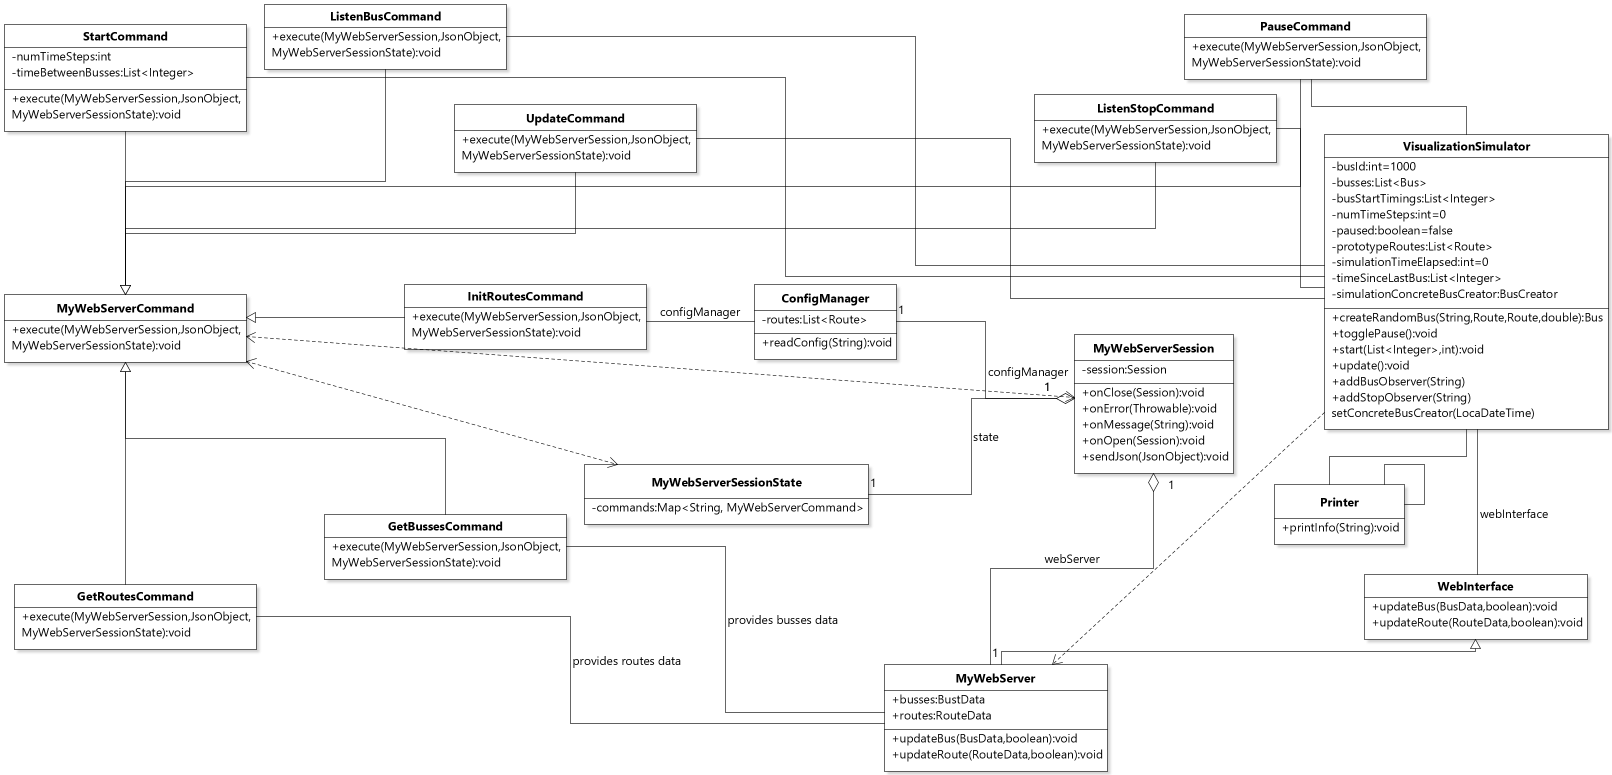 StartCommand
-numTimeSteps:int
-timeBetweenBusses:List<Integer>
+execute(MyWebServerSession,JsonObject,
MyWebServerSessionState):void
ListenBusCommand
+execute(MyWebServerSession,JsonObject,
MyWebServerSessionState):void
UpdateCommand
+execute(MyWebServerSession,JsonObject,
MyWebServerSessionState):void
PauseCommand
+execute(MyWebServerSession,JsonObject,
MyWebServerSessionState):void
ListenStopCommand
+execute(MyWebServerSession,JsonObject,
MyWebServerSessionState):void
VisualizationSimulator
-busId:int=1000
-busses:List<Bus>
-busStartTimings:List<Integer>
-numTimeSteps:int=0
-paused:boolean=false
-prototypeRoutes:List<Route>
-simulationTimeElapsed:int=0
-timeSinceLastBus:List<Integer>
-simulationConcreteBusCreator:BusCreator
+createRandomBus(String,Route,Route,double):Bus
+togglePause():void
+start(List<Integer>,int):void
+update():void
+addBusObserver(String)
+addStopObserver(String)
setConcreteBusCreator(LocaDateTime)
MyWebServerCommand
+execute(MyWebServerSession,JsonObject,
MyWebServerSessionState):void
InitRoutesCommand
+execute(MyWebServerSession,JsonObject,
MyWebServerSessionState):void
configManager
ConfigManager
-routes:List<Route>
+readConfig(String):void
1
configManager
1
MyWebServerSession
-session:Session
+onClose(Session):void
+onError(Throwable):void
+onMessage(String):void
+onOpen(Session):void
+sendJson(JsonObject):void
state
1
1
MyWebServerSessionState
-commands:Map<String, MyWebServerCommand>
Printer
+printInfo(String):void
webInterface
GetBussesCommand
+execute(MyWebServerSession,JsonObject,
MyWebServerSessionState):void
webServer
GetRoutesCommand
+execute(MyWebServerSession,JsonObject,
MyWebServerSessionState):void
WebInterface
+updateBus(BusData,boolean):void
+updateRoute(RouteData,boolean):void
provides busses data
provides routes data
1
MyWebServer
+busses:BustData
+routes:RouteData
+updateBus(BusData,boolean):void
+updateRoute(RouteData,boolean):void